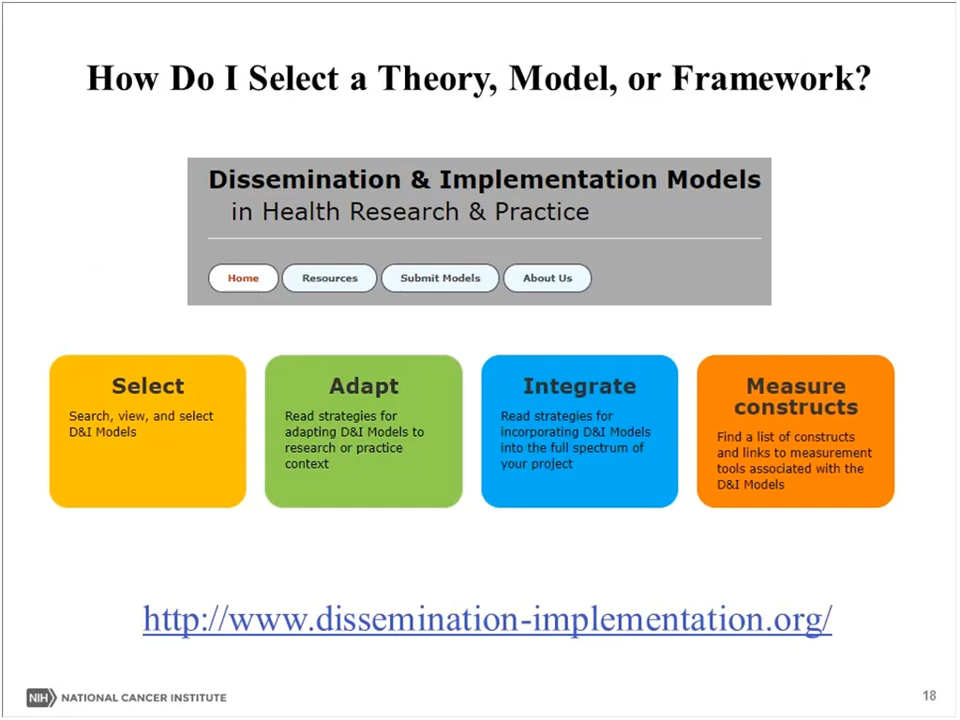 How Do I Select a Theory, Model, or Framework?
Dissemination & Implementation Models
in Health Research & Practice
Home Resources Submit Models About Us
Select
Search, view, and select
D&I Models
Adapt
Read strategies for
adapting D&I Models to
research or practice
context
Integrate
Read strategies for
incorporating D&I Models
into the full spectrum of
your project
Measure
constructs
Find a list of constructs
and links to measurement
tools associated with the
D&I Models
http://www.dissemination-implementation.org/
NIH NATIONAL CANCER INSTITUTE
18